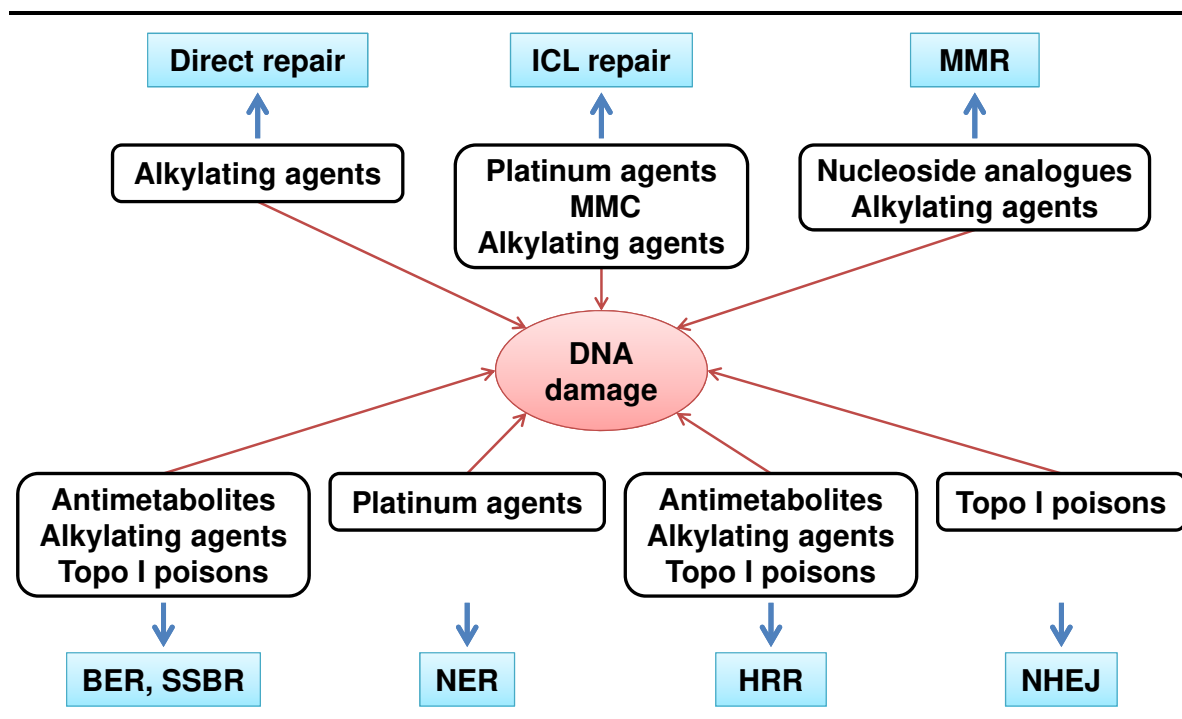 Direct repair
ICL repair
MMR
Alkylating agents
Platinum agents
MMC
Alkylating agents
Nucleoside analogues
Alkylating agents
DNA
damage
Antimetabolites
Alkylating agents
Topo I poisons
Platinum agents
Antimetabolites
Alkylating agents
Topo I poisons
Topo I poisons
BER, SSBR
NER
HRR
NHEJ